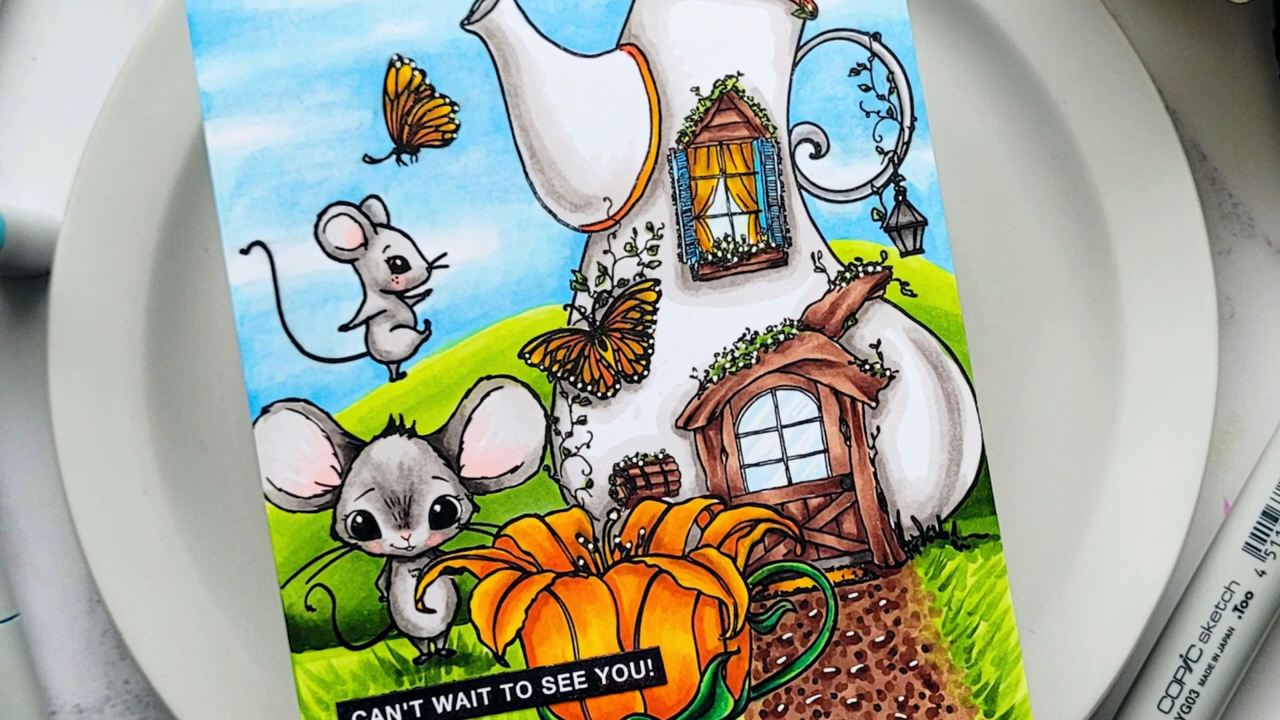 CAN'T WAIT TO SEE YOU!
COPIC sketch
.Too
MADE IN JAPAN
YG03